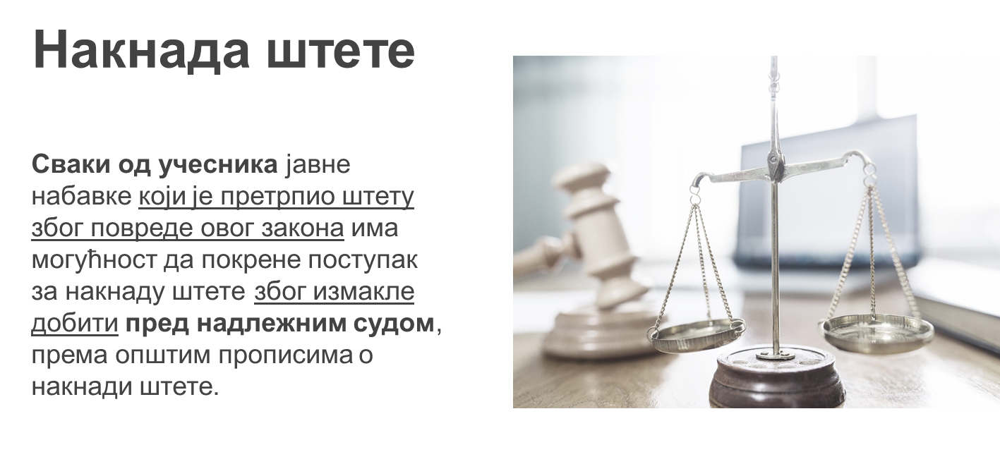 Накнада штете
Сваки од учесника јавне
набавке који је претрпио штету
због повреде овог закона има
могућност да покрене поступак
за накнаду штете због измакле
добити пред надлежним судом,
према општим прописима о
накнади штете.